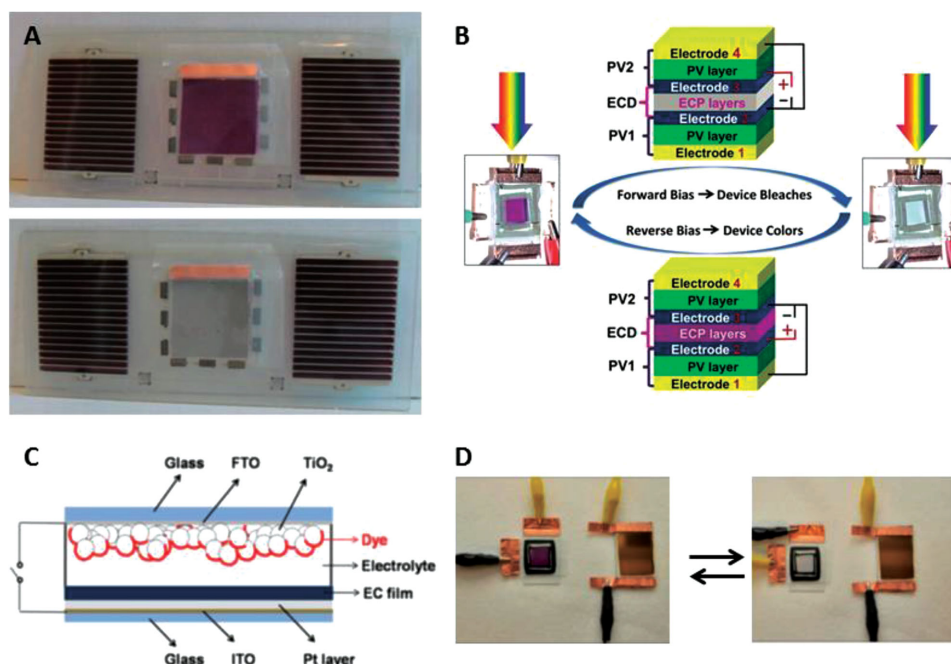 A
B
Electrode 4
PV layer
Electrode 3
ECP layers
Electrode 2
PV layer
Electrode 1
PV2
ECD
PV1
+
−
Forward Bias → Device Bleaches
Reverse Bias → Device Colors
Electrode 4
PV layer
Electrode 3
ECP layers
Electrode 2
PV layer
Electrode 1
PV2
ECD
PV1
−
+
C
Glass FTO TiO₂
Dye
Electrolyte
EC film
Glass ITO Pt layer
D